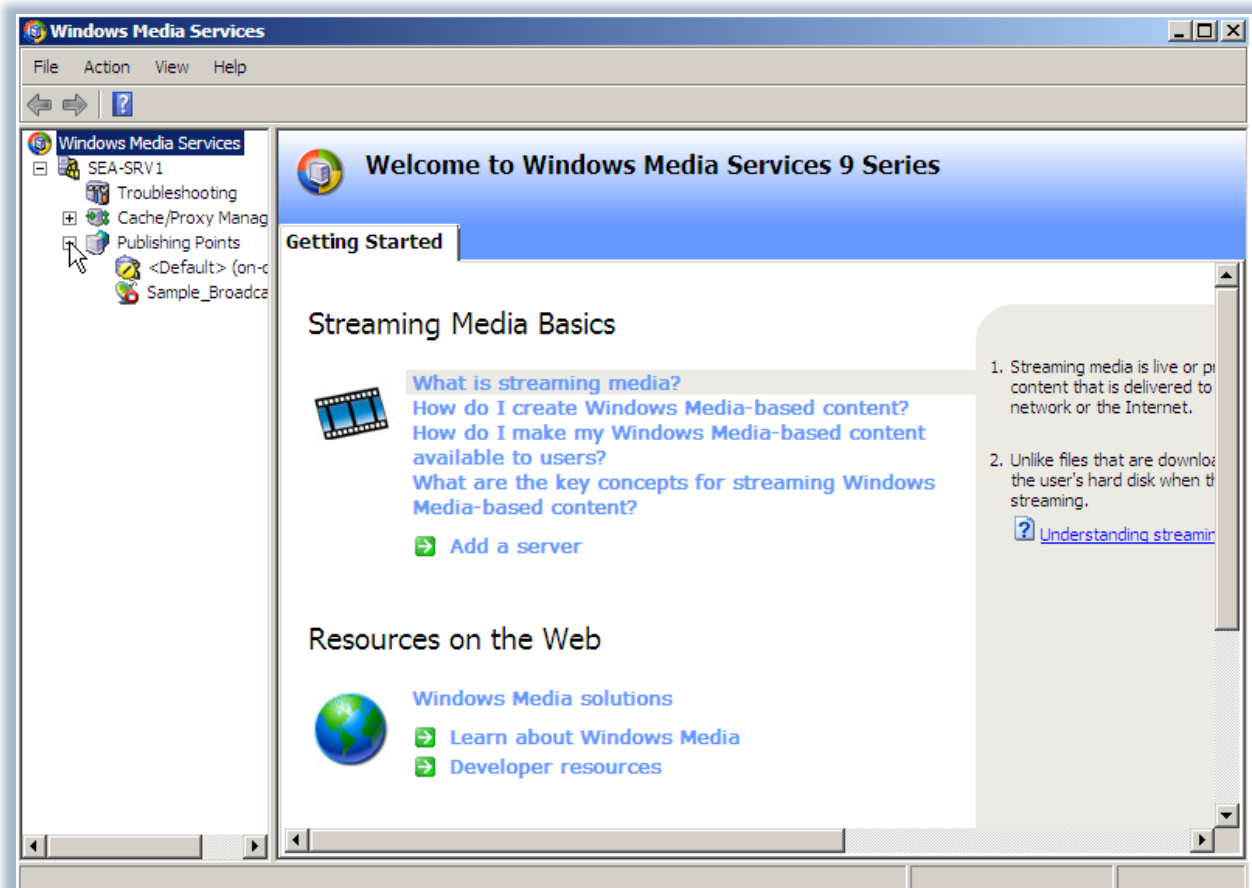 Windows Media Services
File Action View Help
Windows Media Services
SEA-SRV1
Troubleshooting
Cache/Proxy Manag
Publishing Points
<Default> (on-d
Sample_Broadca
Welcome to Windows Media Services 9 Series
Getting Started
Streaming Media Basics
What is streaming media?
How do I create Windows Media-based content?
How do I make my Windows Media-based content
available to users?
What are the key concepts for streaming Windows
Media-based content?
Add a server
1. Streaming media is live or pr
content that is delivered to
network or the Internet.
2. Unlike files that are downloa
the user's hard disk when th
streaming.
Understanding streamin
Resources on the Web
Windows Media solutions
Learn about Windows Media
Developer resources